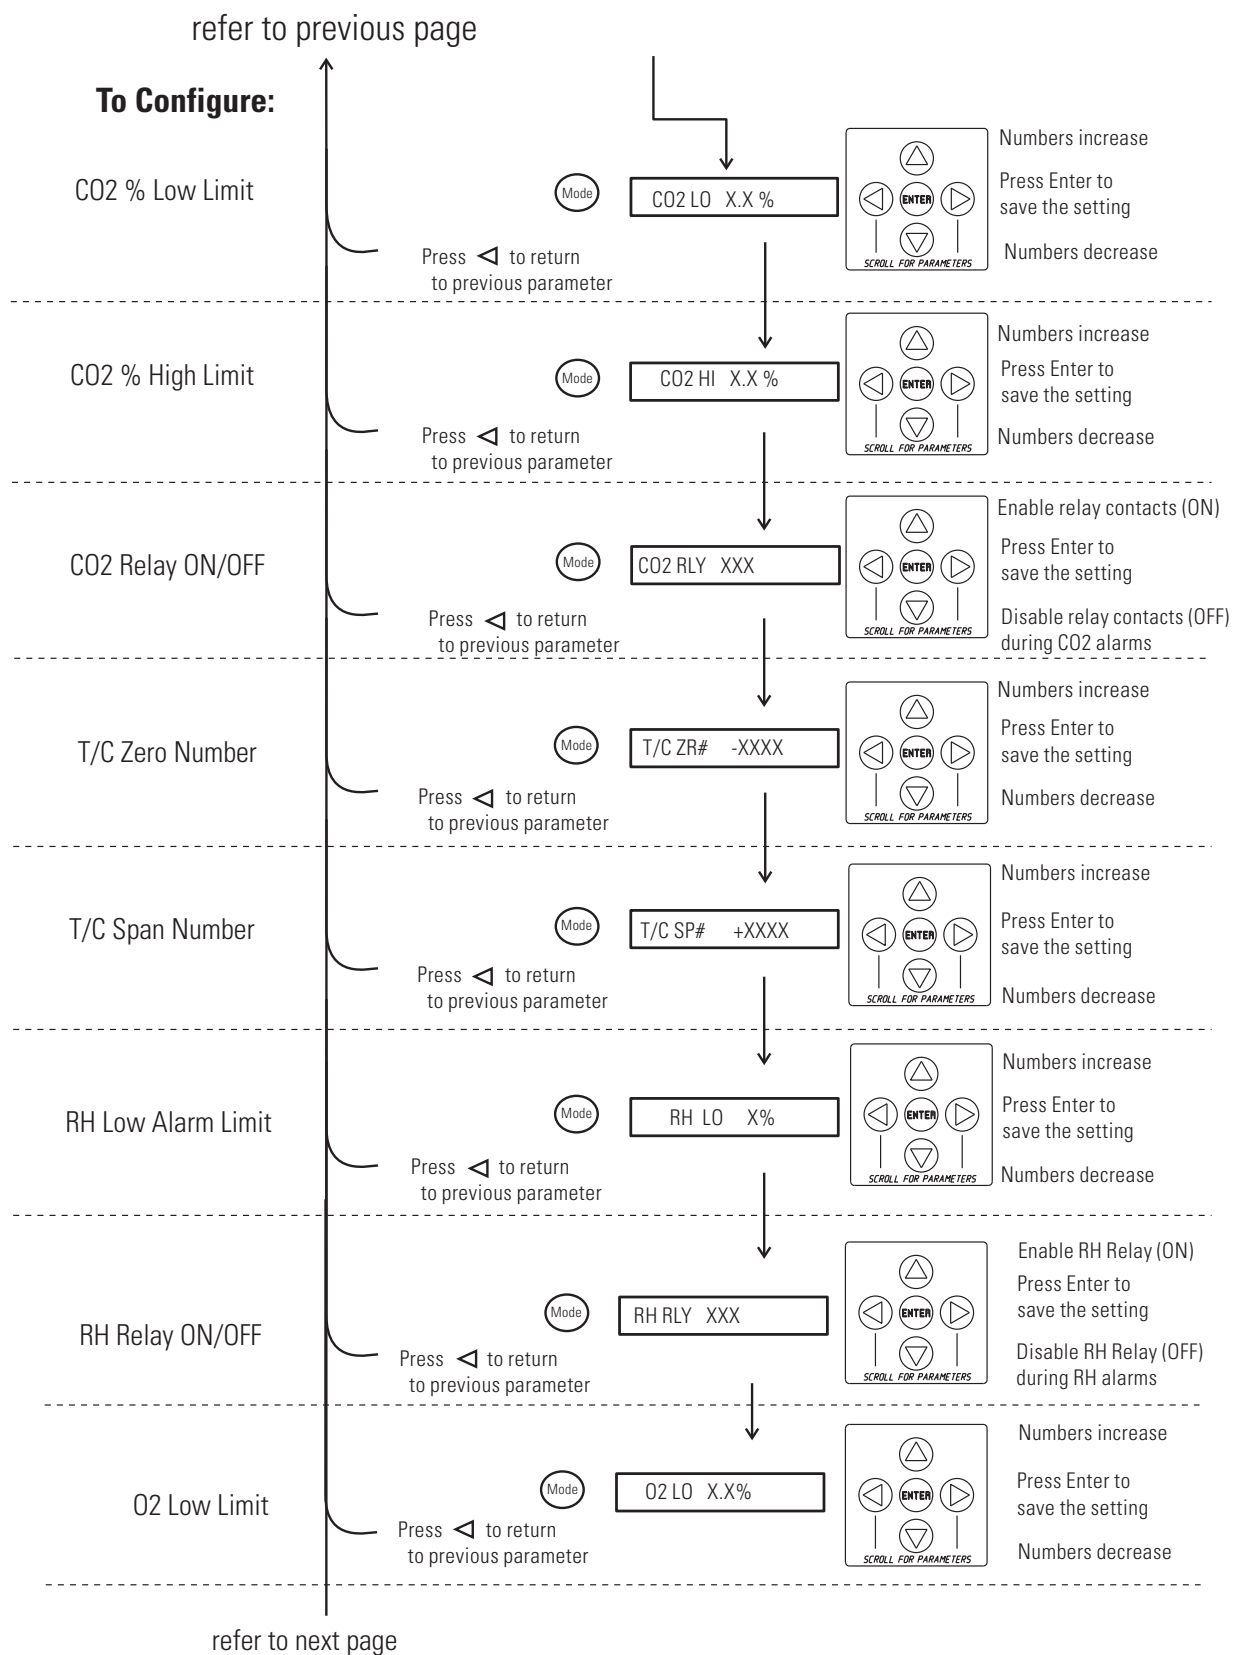 refer to previous page
To Configure:
CO2 % Low Limit
Mode
CO2 LO X.X %
Press to return
to previous parameter
ENTER
SCROLL FOR PARAMETERS
Numbers increase
Press Enter to
save the setting
Numbers decrease
CO2 % High Limit
Mode
CO2 HI X.X %
Press to return
to previous parameter
ENTER
SCROLL FOR PARAMETERS
Numbers increase
Press Enter to
save the setting
Numbers decrease
CO2 Relay ON/OFF
Mode
CO2 RLY XXX
Press to return
to previous parameter
ENTER
SCROLL FOR PARAMETERS
Enable relay contacts (ON)
Press Enter to
save the setting
Disable relay contacts (OFF)
during CO2 alarms
T/C Zero Number
Mode
T/C ZR# -XXXX
Press to return
to previous parameter
ENTER
SCROLL FOR PARAMETERS
Numbers increase
Press Enter to
save the setting
Numbers decrease
T/C Span Number
Mode
T/C SP# +XXXX
Press to return
to previous parameter
ENTER
SCROLL FOR PARAMETERS
Numbers increase
Press Enter to
save the setting
Numbers decrease
RH Low Alarm Limit
Mode
RH LO X%
Press to return
to previous parameter
ENTER
SCROLL FOR PARAMETERS
Numbers increase
Press Enter to
save the setting
Numbers decrease
RH Relay ON/OFF
Mode
RH RLY XXX
Press to return
to previous parameter
ENTER
SCROLL FOR PARAMETERS
Enable RH Relay (ON)
Press Enter to
save the setting
Disable RH Relay (OFF)
during RH alarms
O2 Low Limit
Mode
O2 LO X.X%
Press to return
to previous parameter
ENTER
SCROLL FOR PARAMETERS
Numbers increase
Press Enter to
save the setting
Numbers decrease
refer to next page